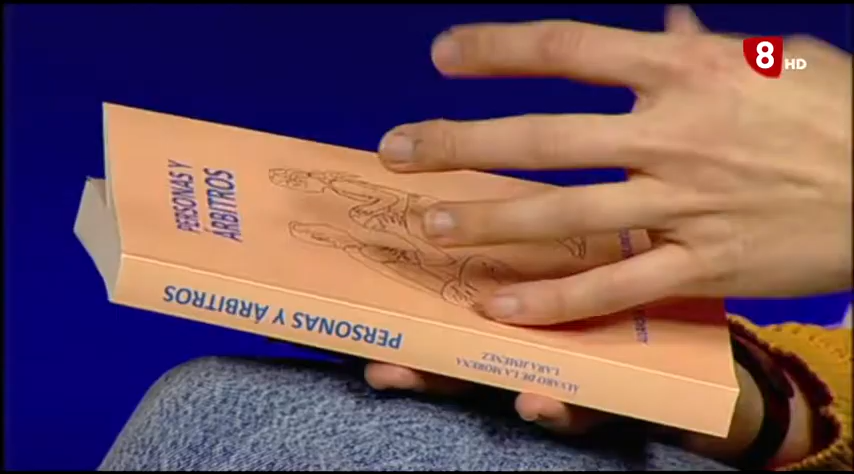 8 HD
PERSONAS Y
ÁRBITROS
PERSONAS Y ÁRBITROS
ÁLVARO DE LA MORENA
LARA JIMÉNEZ